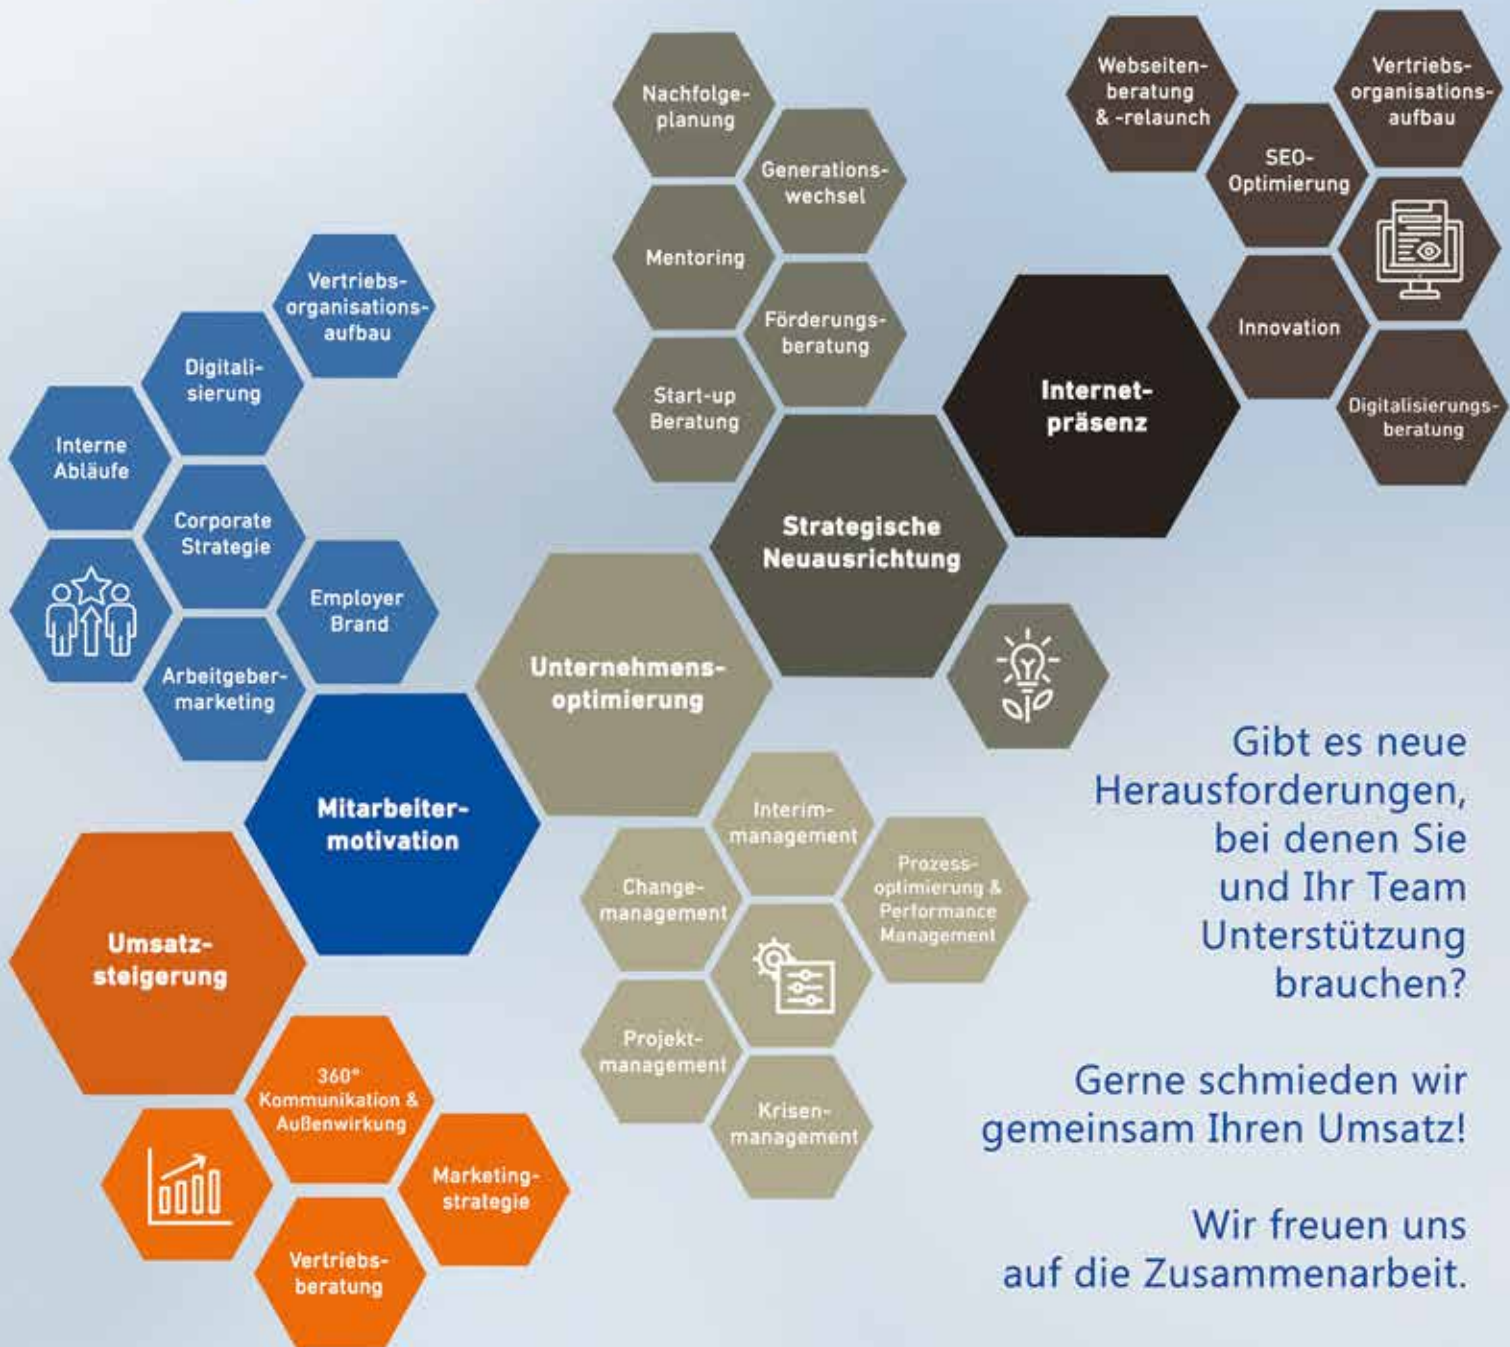 Nachfolge-
planung
Generations-
wechsel
Mentoring
Förderungs-
beratung
Start-up
Beratung
Strategische
Neuausrichtung
Webseiten-
beratung
& -relaunch
Vertriebs-
organisations-
aufbau
SEO-
Optimierung
Innovation
Digitalisierungs-
beratung
Internet-
präsenz
Vertriebs-
organisations-
aufbau
Digitali-
sierung
Interne
Abläufe
Corporate
Strategie
Employer
Brand
Arbeitgeber-
marketing
Mitarbeiter-
motivation
Unternehmens-
optimierung
Interim-
management
Change-
management
Prozess-
optimierung &
Performance
Management
Projekt-
management
Krisen-
management
Umsatz-
steigerung
360°
Kommunikation &
Außenwirkung
Marketing-
strategie
Vertriebs-
beratung
Gibt es neue
Herausforderungen,
bei denen Sie
und Ihr Team
Unterstützung
brauchen?
Gerne schmieden wir
gemeinsam Ihren Umsatz!
Wir freuen uns
auf die Zusammenarbeit.